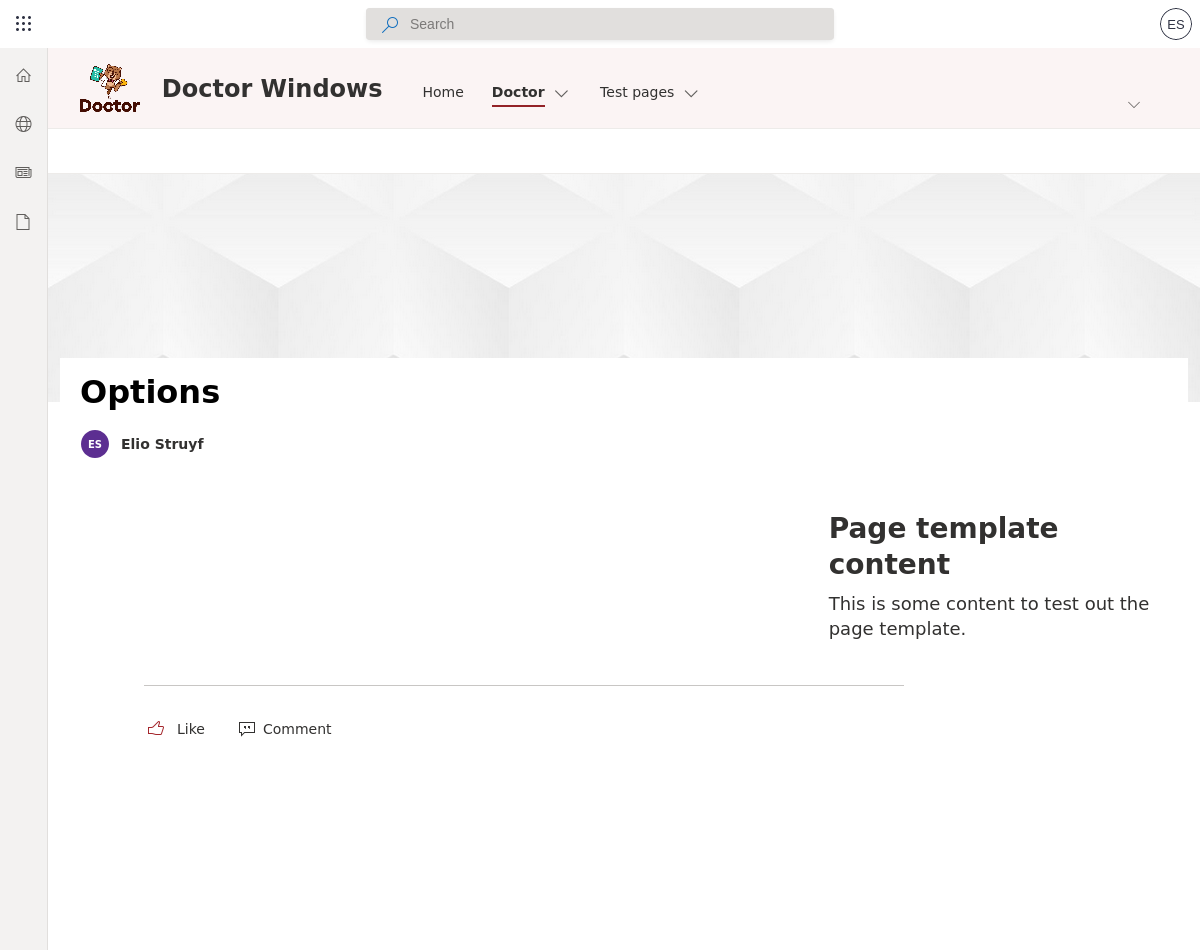 Search
ES
Doctor
Doctor Windows
Home
Doctor
Test pages
Options
ES
Elio Struyf
Page template
content
This is some content to test out the
page template.
Like
Comment